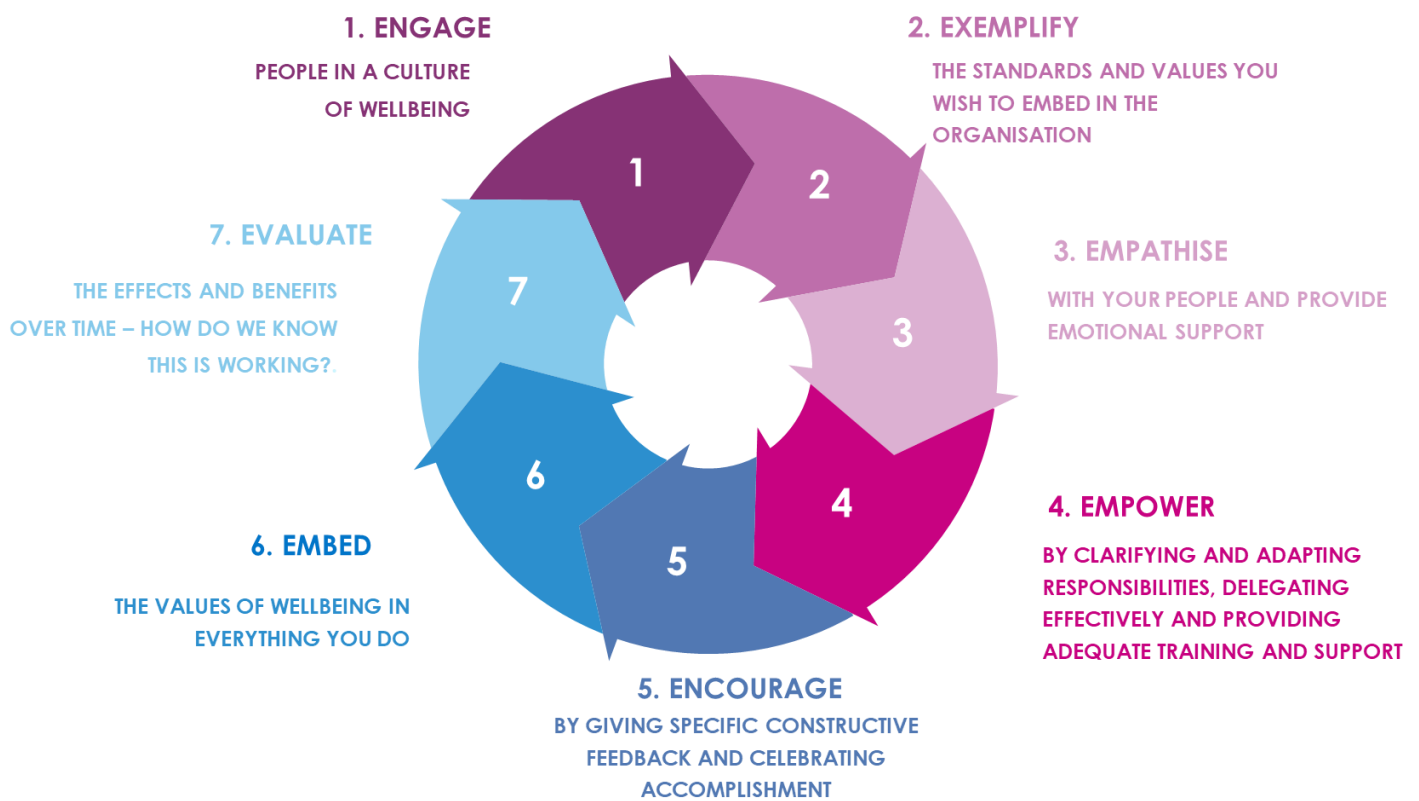 1. ENGAGE
PEOPLE IN A CULTURE
OF WELLBEING
2. EXEMPLIFY
THE STANDARDS AND VALUES YOU
WISH TO EMBED IN THE
ORGANISATION
3. EMPATHISE
WITH YOUR PEOPLE AND PROVIDE
EMOTIONAL SUPPORT
4. EMPOWER
BY CLARIFYING AND ADAPTING
RESPONSIBILITIES, DELEGATING
EFFECTIVELY AND PROVIDING
ADEQUATE TRAINING AND SUPPORT
5. ENCOURAGE
BY GIVING SPECIFIC CONSTRUCTIVE
FEEDBACK AND CELEBRATING
ACCOMPLISHMENT
6. EMBED
THE VALUES OF WELLBEING IN
EVERYTHING YOU DO
7. EVALUATE
THE EFFECTS AND BENEFITS
OVER TIME – HOW DO WE KNOW
THIS IS WORKING?.
1
2
3
4
5
6
7